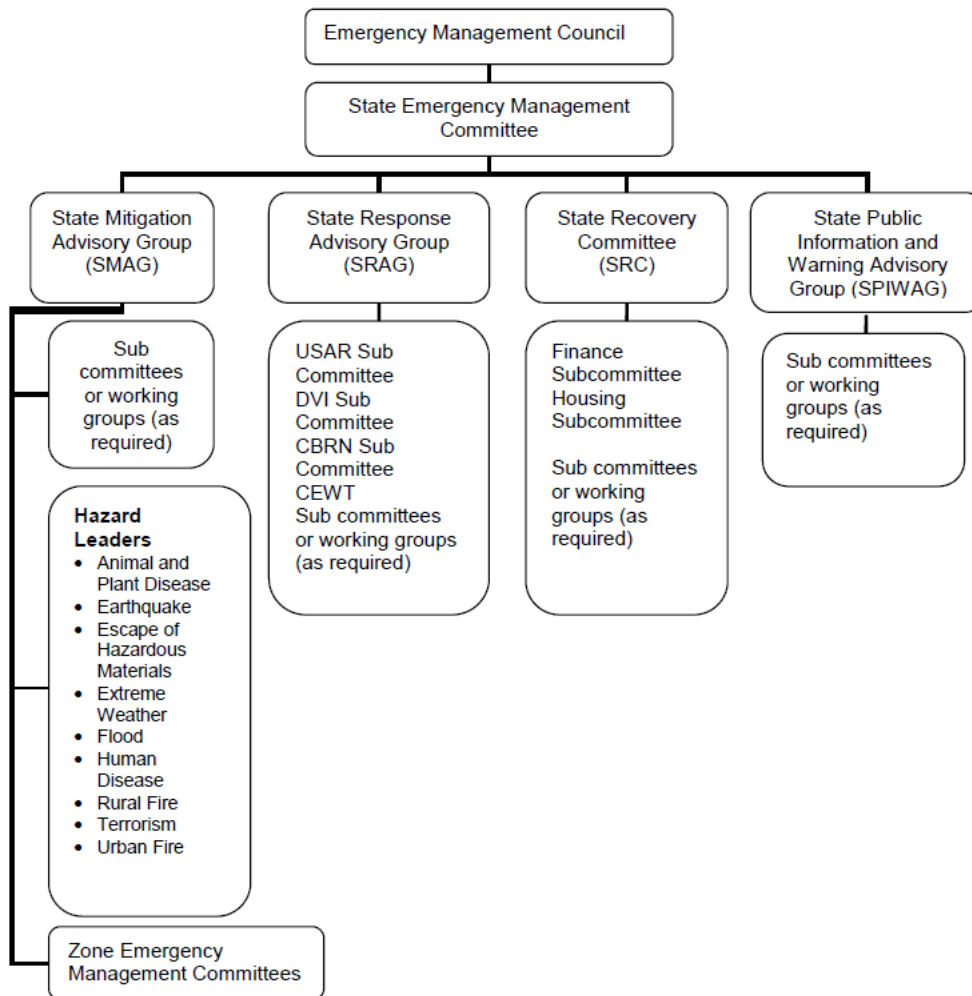 Emergency Management Council
State Emergency Management
Committee
State Mitigation
Advisory Group
(SMAG)
State Response
Advisory Group
(SRAG)
State Recovery
Committee
(SRC)
State Public
Information and
Warning Advisory
Group (SPIWAG)
Sub
committees
or working
groups (as
required)
USAR Sub
Committee
DVI Sub
Committee
CBRN Sub
Committee
CEWT
Sub committees
or working groups
(as required)
Finance
Subcommittee
Housing
Subcommittee
Sub committees
or working
groups (as
required)
Sub committees
or working
groups (as
required)
Hazard
Leaders
• Animal and
Plant Disease
• Earthquake
• Escape of
Hazardous
Materials
• Extreme
Weather
• Flood
• Human
Disease
• Rural Fire
• Terrorism
• Urban Fire
Zone Emergency
Management Committees